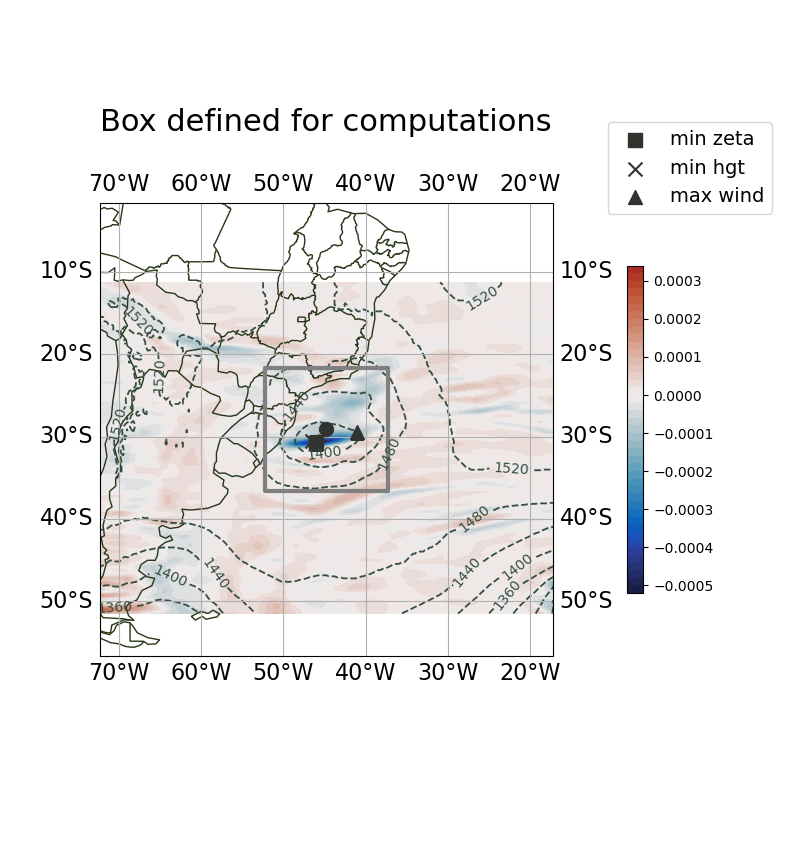 Box defined for computations
min zeta
min hgt
max wind
70°W 60°W 50°W 40°W 30°W 20°W
10°S 10°S
20°S 20°S
30°S 30°S
40°S 40°S
50°S 50°S
70°W 60°W 50°W 40°W 30°W 20°W
1520
1520
1520
1520
1440
1400
1480
1520
1480
1440
1400
1360
1440
1400
1360
0.0003
0.0002
0.0001
0.0000
−0.0001
−0.0002
−0.0003
−0.0004
−0.0005